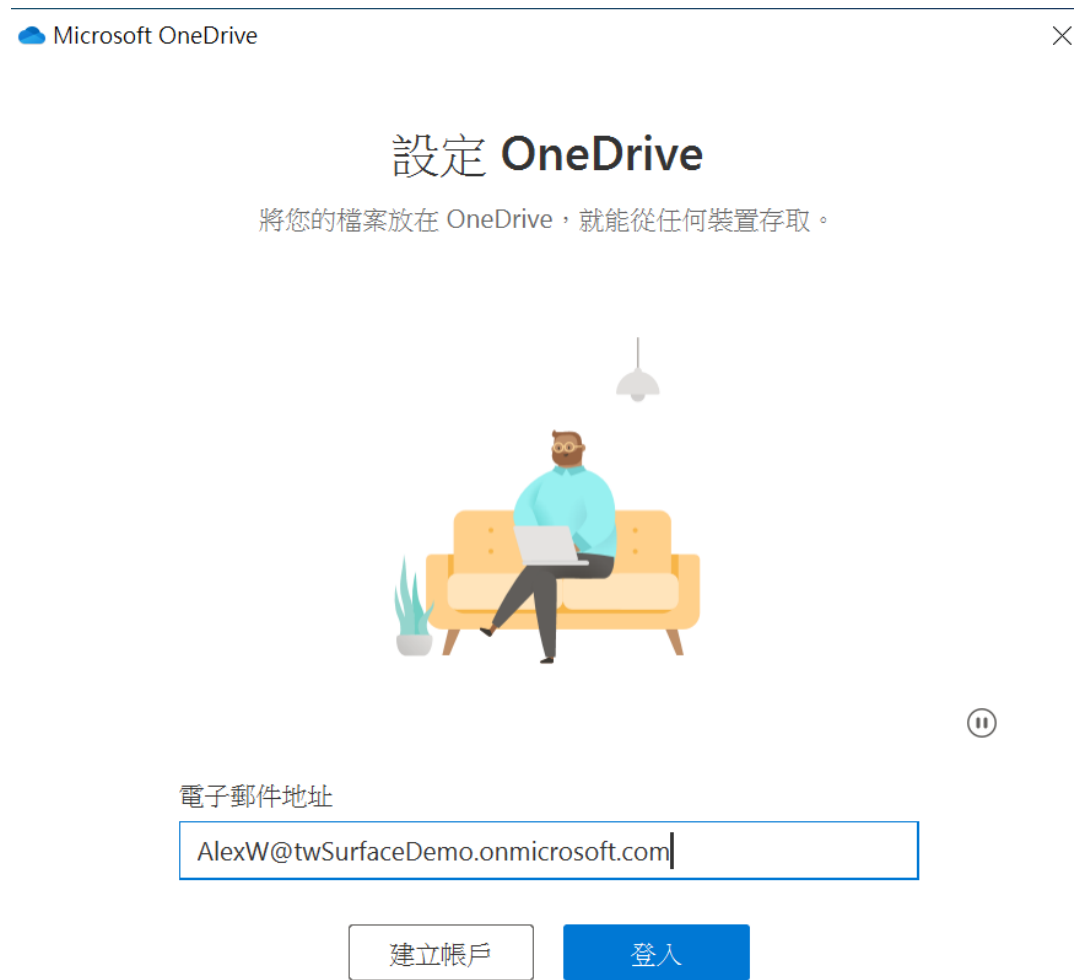 Microsoft OneDrive
設定 OneDrive
將您的檔案放在 OneDrive，就能從任何裝置存取。
電子郵件地址
AlexW@twSurfaceDemo.onmicrosoft.com
建立帳戶 登入